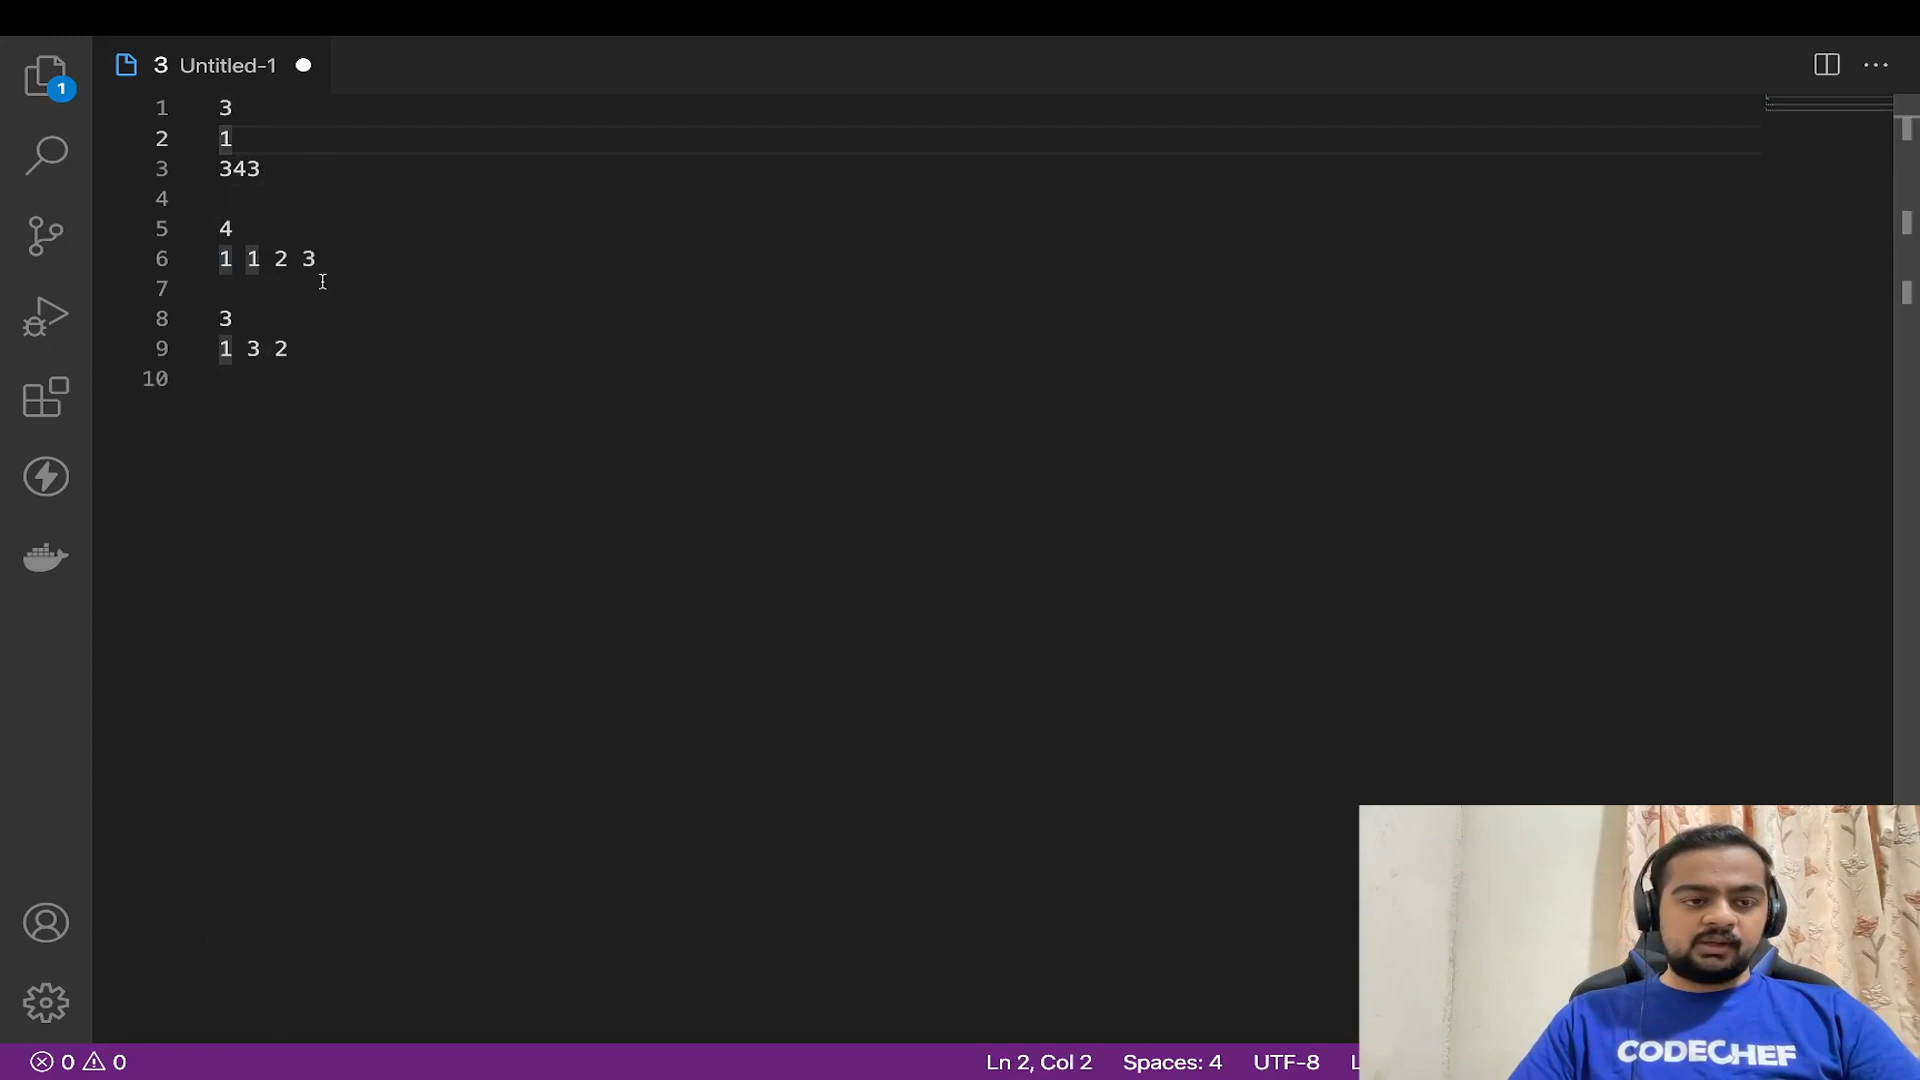 1
3 Untitled-1
1 3
2 1
3 343
4
5 4
6 1 1 2 3
7
8 3
9 1 3 2
10
0 0 Ln 2, Col 2 Spaces: 4 UTF-8 L
CODECHEF